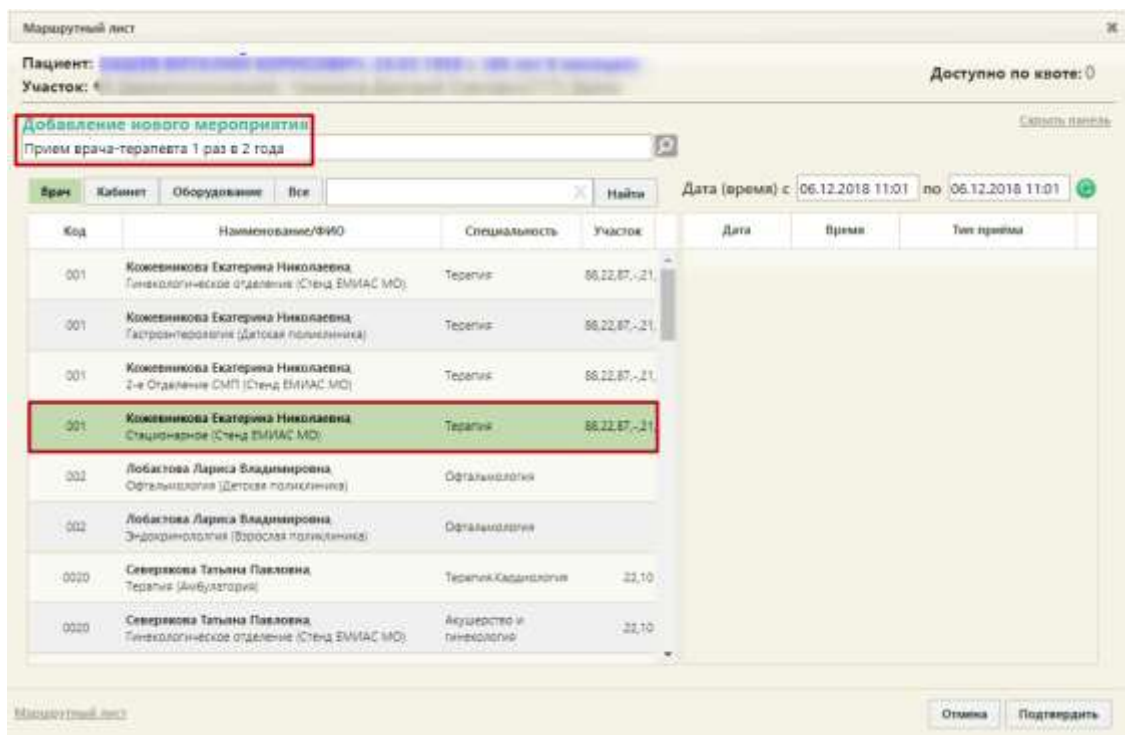 Маршрутный лист
Пациент:
Участок:
Доступно по квоте: 0
Скрыть панель
Добавление нового мероприятия
Прием врача-терапевта 1 раз в 2 года
Врач Кабинет Оборудование Все Найти Дата (время) с 06.12.2018 11:01 по 06.12.2018 11:01
Код Наименование/ФИО Специальность Участок Дата Время Тип приёма
001 Кожевникова Екатерина Николаевна, Терапия 86,22,87,-,21,
Гинекологическое отделение (Стенд ЕМИАС МО)
001 Кожевникова Екатерина Николаевна, Терапия 86,22,87,-,21,
Гастроэнтерология (Детская поликлиника)
001 Кожевникова Екатерина Николаевна, Терапия 86,22,87,-,21,
2-е Отделение СМП (Стенд ЕМИАС МО)
001 Кожевникова Екатерина Николаевна, Терапия 86,22,87,-,21,
Стационарное (Стенд ЕМИАС МО)
002 Лобастова Лариса Владимировна, Офтальмология
Офтальмология (Детская поликлиника)
002 Лобастова Лариса Владимировна, Офтальмология
Эндокринология (Взрослая поликлиника)
0020 Северякова Татьяна Павловна, Терапия,Кардиология 22,10
Терапия (Амбулатория)
0020 Северякова Татьяна Павловна, Акушерство и гинекология 22,10
Гинекологическое отделение (Стенд ЕМИАС МО)
Маршрутный лист
Отмена Подтвердить